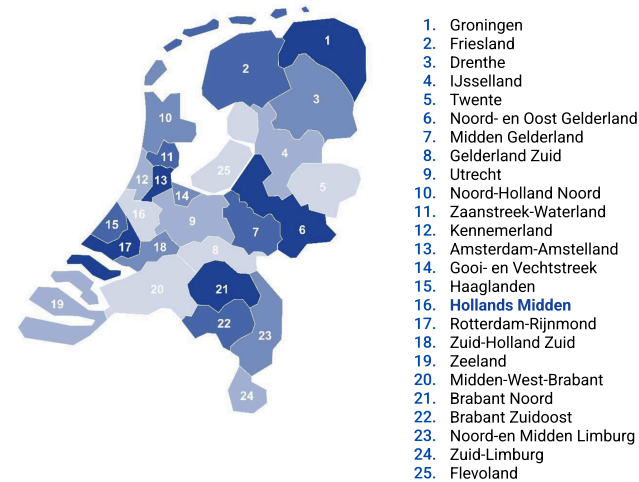 1
2
3
10
11
4
12
13
25
5
14
16
9
15
7
6
17
18
8
20
21
19
22
23
24
1. Groningen
2. Friesland
3. Drenthe
4. IJsselland
5. Twente
6. Noord- en Oost Gelderland
7. Midden Gelderland
8. Gelderland Zuid
9. Utrecht
10. Noord-Holland Noord
11. Zaanstreek-Waterland
12. Kennemerland
13. Amsterdam-Amstelland
14. Gooi- en Vechtstreek
15. Haaglanden
16. Hollands Midden
17. Rotterdam-Rijnmond
18. Zuid-Holland Zuid
19. Zeeland
20. Midden-West-Brabant
21. Brabant Noord
22. Brabant Zuidoost
23. Noord-en Midden Limburg
24. Zuid-Limburg
25. Flevoland